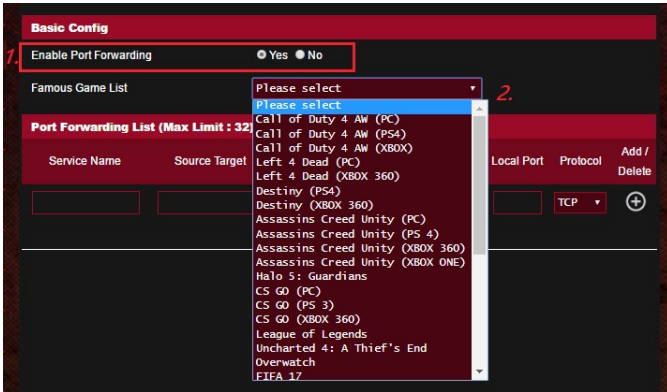 Basic Config
1.
Enable Port Forwarding Yes No
Famous Game List Please select 2.
Please select
Call of Duty 4 AW (PC)
Call of Duty 4 AW (PS4)
Call of Duty 4 AW (XBOX)
Left 4 Dead (PC)
Left 4 Dead (XBOX 360)
Destiny (PS4)
Destiny (XBOX 360)
Assassins Creed Unity (PC)
Assassins Creed Unity (PS 4)
Assassins Creed Unity (XBOX 360)
Assassins Creed Unity (XBOX ONE)
Halo 5: Guardians
CS GO (PC)
CS GO (PS 3)
CS GO (XBOX 360)
League of Legends
Uncharted 4: A Thief's End
Overwatch
FIFA 17
Port Forwarding List (Max Limit : 32)
Service Name Source Target Local Port Protocol Add / Delete
TCP